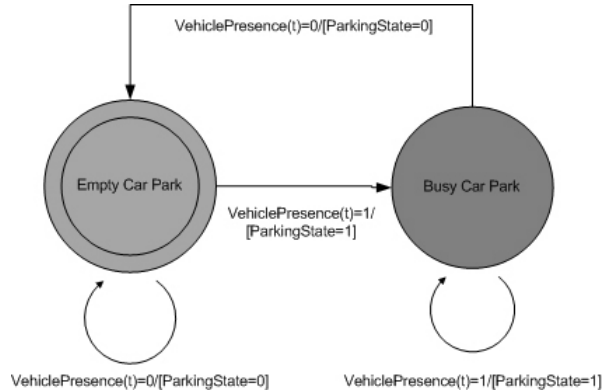 VehiclePresence(t)=0/[ParkingState=0]
Empty Car Park
Busy Car Park
VehiclePresence(t)=1/
[ParkingState=1]
VehiclePresence(t)=0/[ParkingState=0]
VehiclePresence(t)=1/[ParkingState=1]